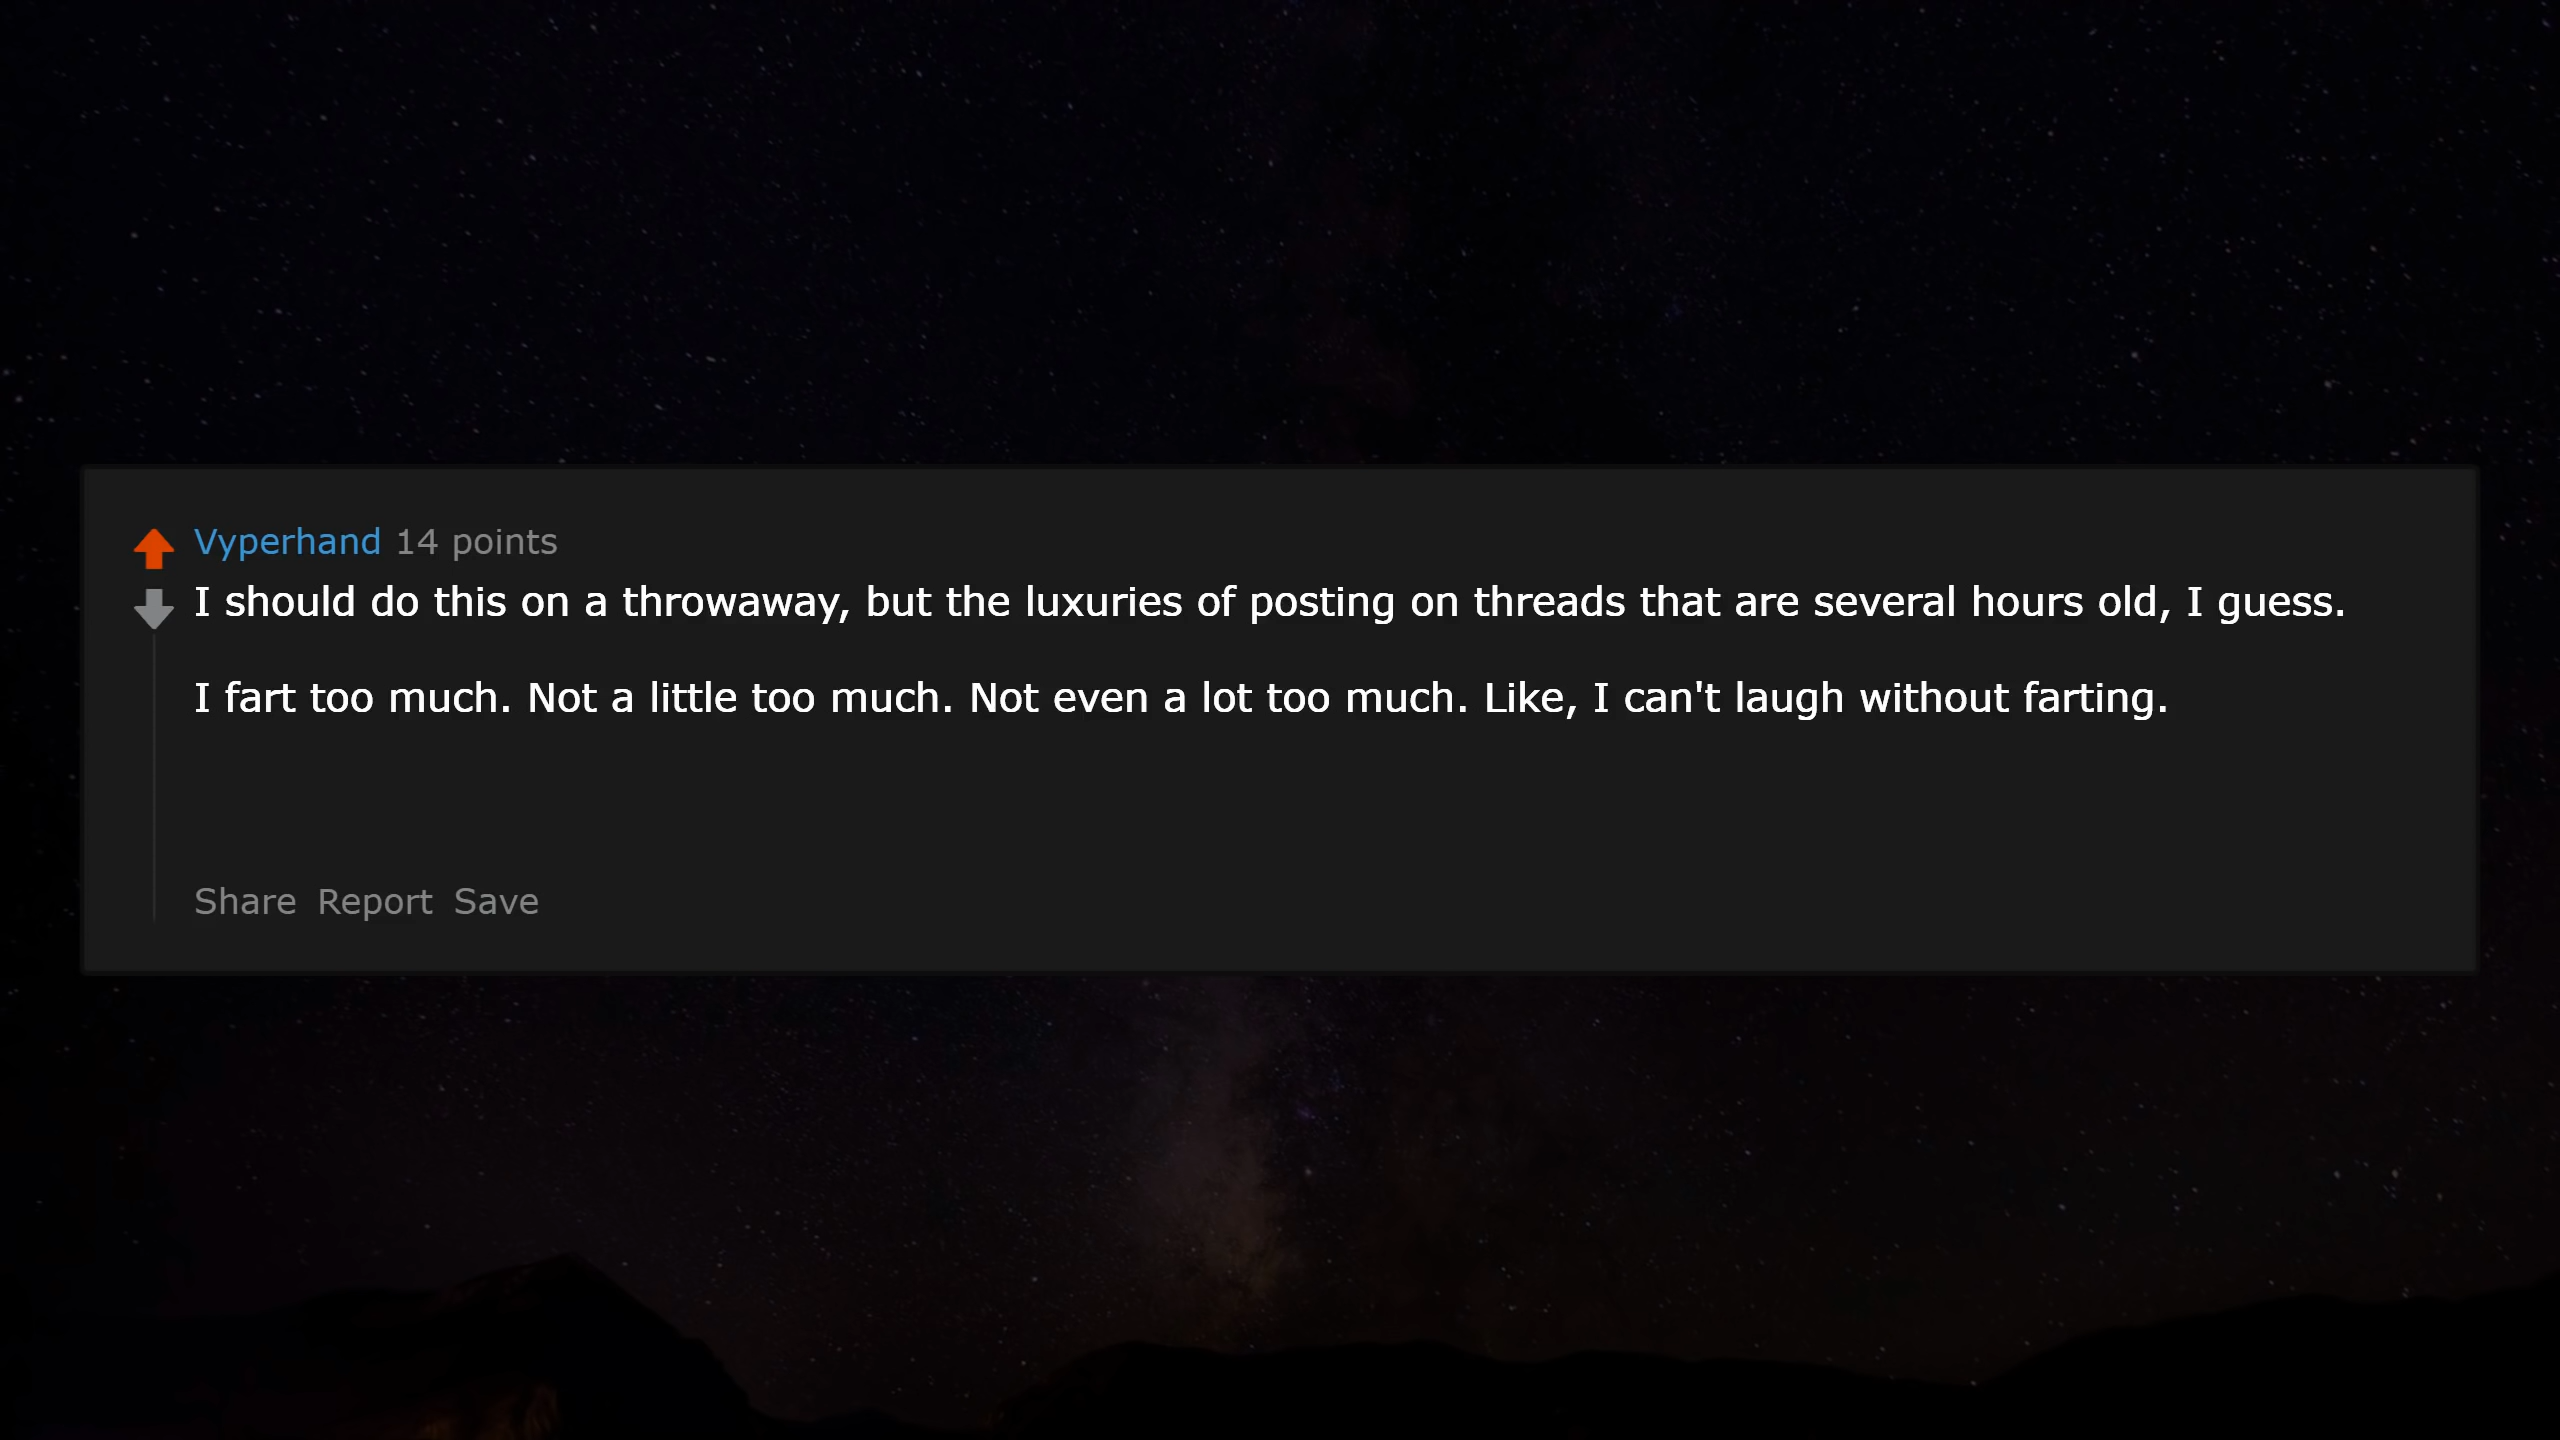 Vyperhand 14 points
I should do this on a throwaway, but the luxuries of posting on threads that are several hours old, I guess.
I fart too much. Not a little too much. Not even a lot too much. Like, I can't laugh without farting.
Share Report Save